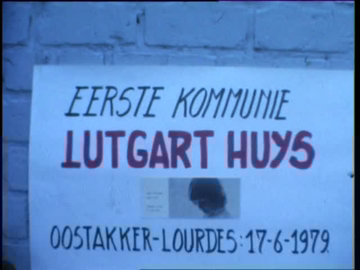 EERSTE KOMMUNIE
LUTGART HUYS
OOSTAKKER-LOURDES: 17-6-1979